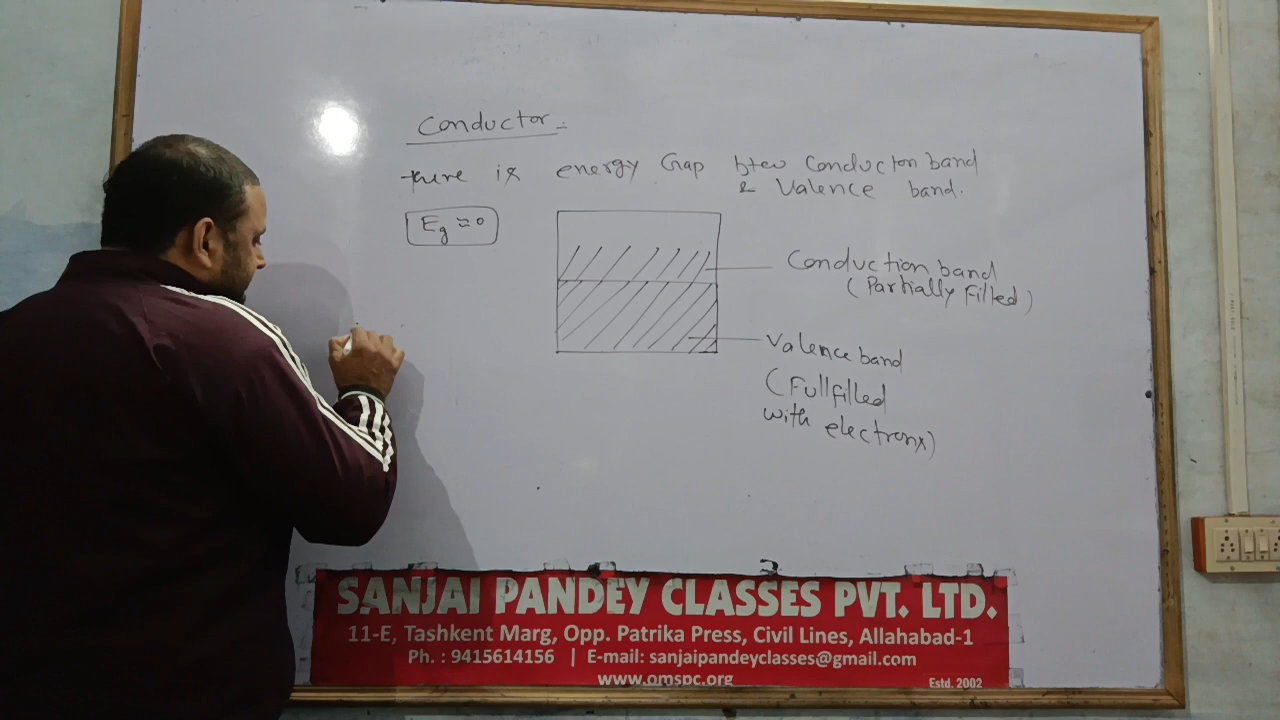 Conductor :-
there is energy Gap btw Conducton band
& Valence band.
Eg ≈ 0
Conduction band
(Partially filled)
Valence band
(Fullfilled
with electrons)
SANJAI PANDEY CLASSES PVT. LTD.
11-E, Tashkent Marg, Opp. Patrika Press, Civil Lines, Allahabad-1
Ph. : 9415614156 | E-mail: sanjaipandeyclasses@gmail.com
www.omspc.org
Estd. 2002